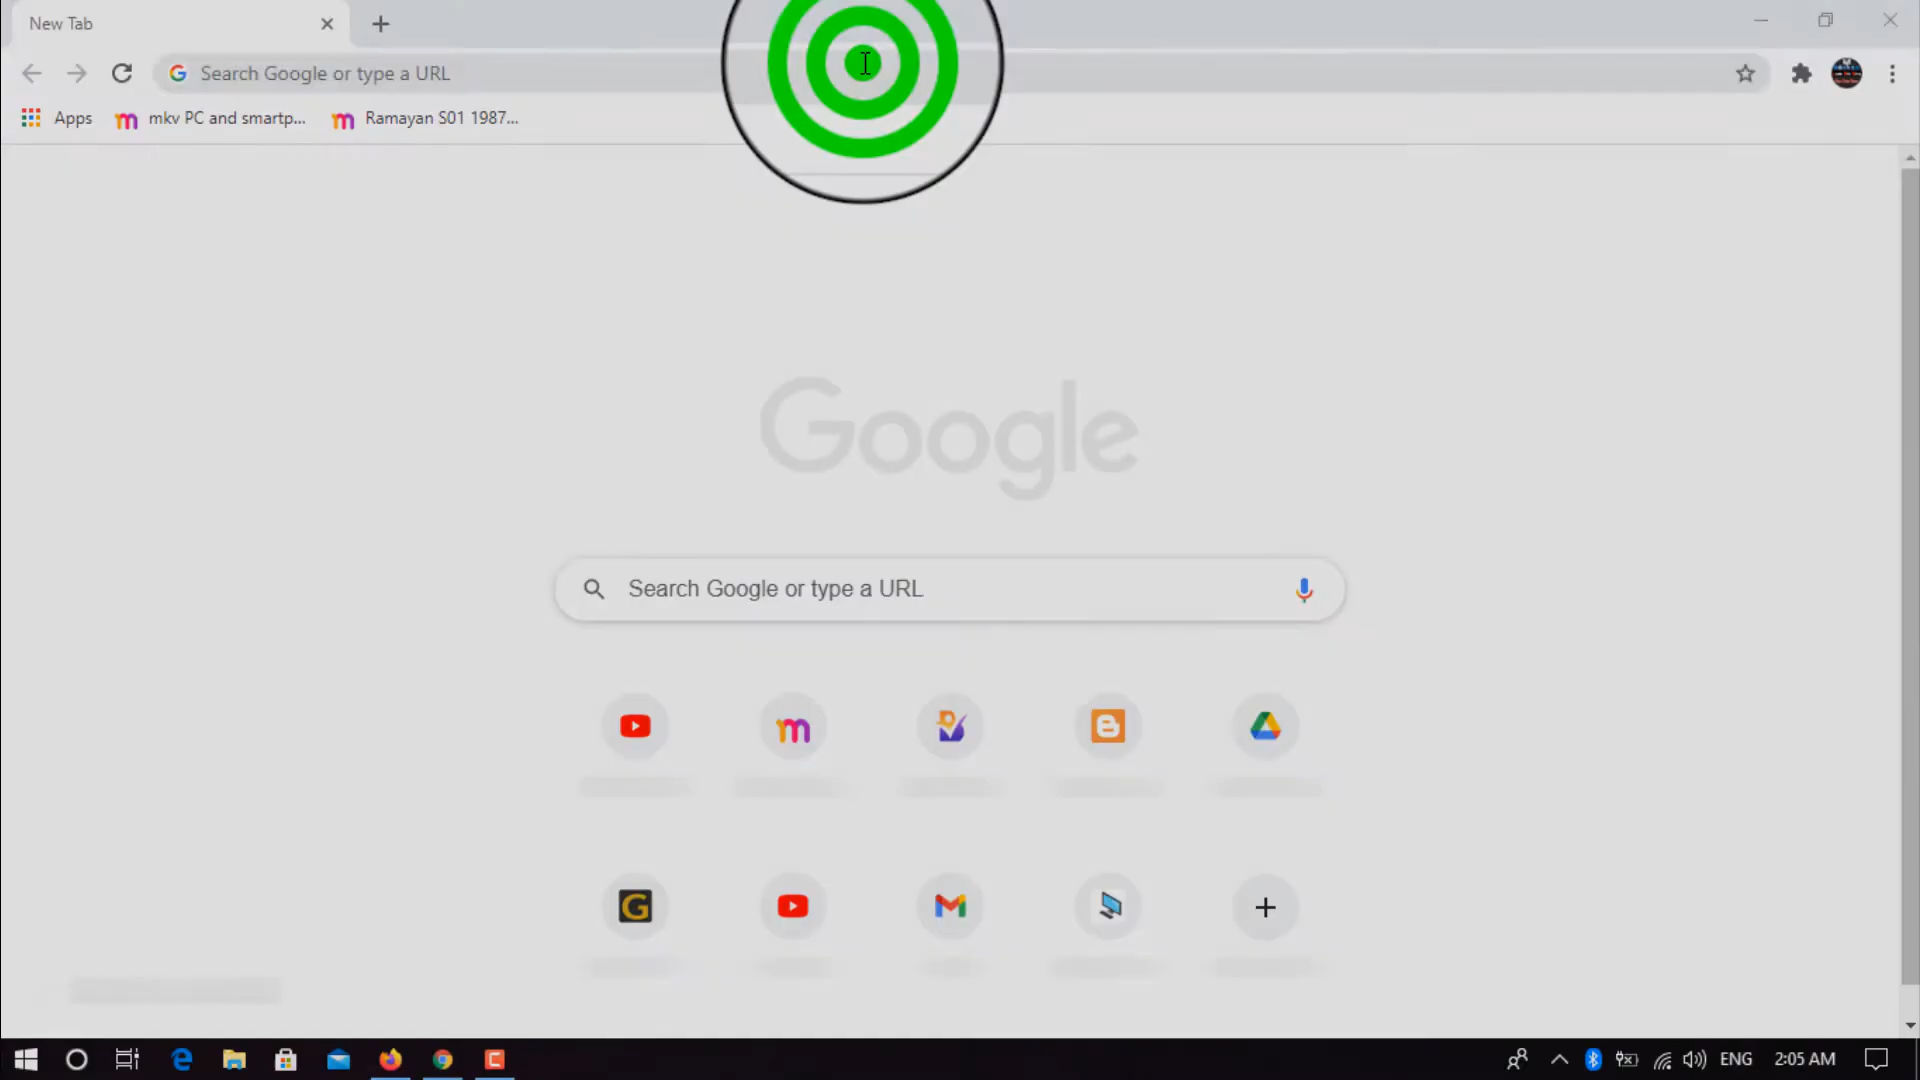 New Tab
Search Google or type a URL
Apps
mkv PC and smartp...
Ramayan S01 1987...
Google
Search Google or type a URL
ENG
2:05 AM